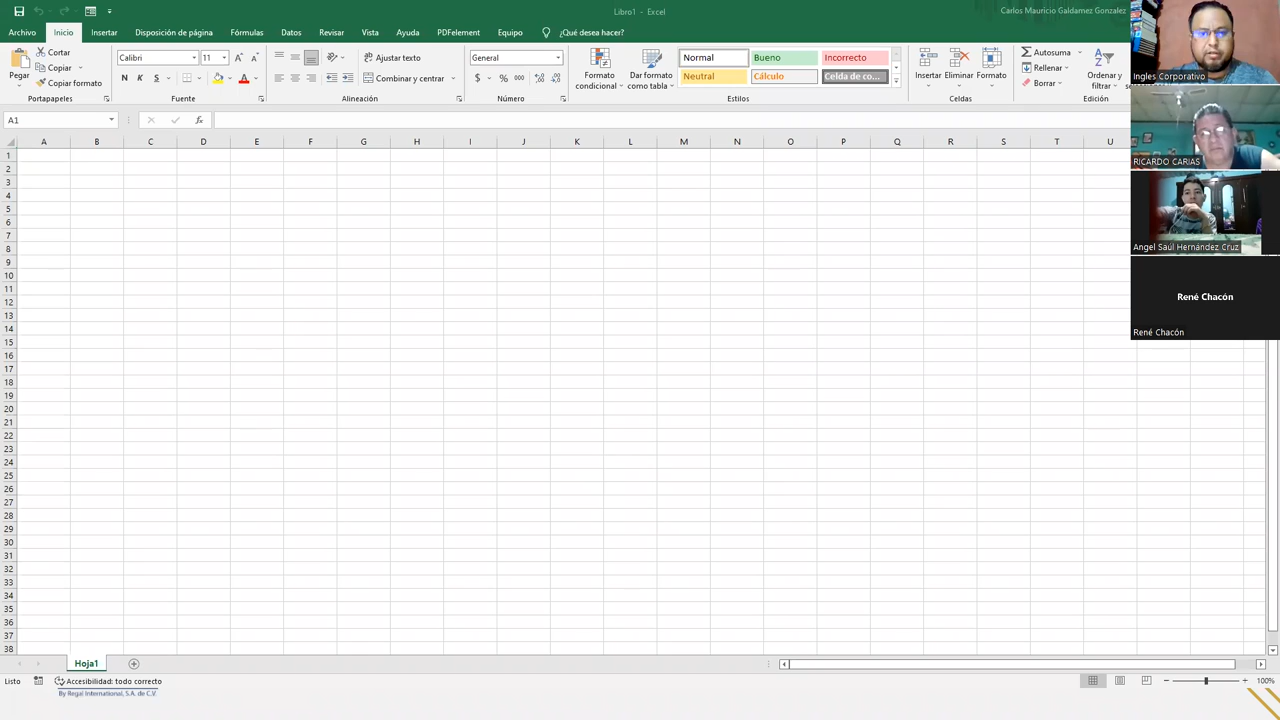 Libro1 - Excel
Carlos Mauricio Galdamez Gonzalez
Archivo Inicio Insertar Disposición de página Fórmulas Datos Revisar Vista Ayuda PDFelement Equipo ¿Qué desea hacer?
Pegar
Cortar
Copiar
Copiar formato
Portapapeles
Calibri 11
N K S
Fuente
Ajustar texto
Combinar y centrar
Alineación
General
$ % 000
Número
Formato condicional
Dar formato como tabla
Normal Bueno Incorrecto
Neutral Cálculo Celda de co...
Estilos
Insertar Eliminar Formato
Celdas
Autosuma
Rellenar
Borrar
Ordenar y filtrar
Edición
A1
fx
A B C D E F G H I J K L M N O P Q R S T U
1
2
3
4
5
6
7
8
9
10
11
12
13
14
15
16
17
18
19
20
21
22
23
24
25
26
27
28
29
30
31
32
33
34
35
36
37
38
Ingles Corporativo
RICARDO CARIAS
Angel Saúl Hernández Cruz
René Chacón
René Chacón
Hoja1
Listo
Accesibilidad: todo correcto
100%
By Regal International, S.A. de C.V.